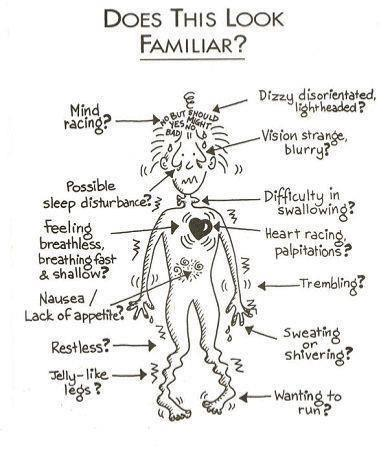 DOES THIS LOOK
FAMILIAR?
Mind
racing?
NO BUT SHOULD
YES MIGHT
NO
BAD !!
Dizzy disorientated,
lightheaded?
Vision strange,
blurry?
Possible
sleep disturbance?
Difficulty in
swallowing?
Feeling
breathless,
breathing fast
& shallow?
Heart racing,
palpitations?
Trembling?
Nausea /
Lack of appetite?
Sweating
or
shivering?
Restless?
Jelly-like
legs?
Wanting to
run?